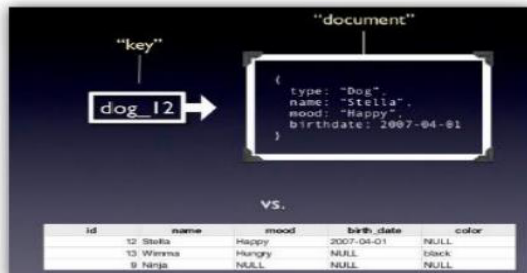 "document"
"key"
{
type: "Dog",
name: "Stella",
mood: "Happy",
birthdate: 2007-04-01
}
dog_12
vs.
id name mood birth_date color
12 Stella Happy 2007-04-01 NULL
13 Wimma Hungry NULL black
9 Ninja NULL NULL NULL